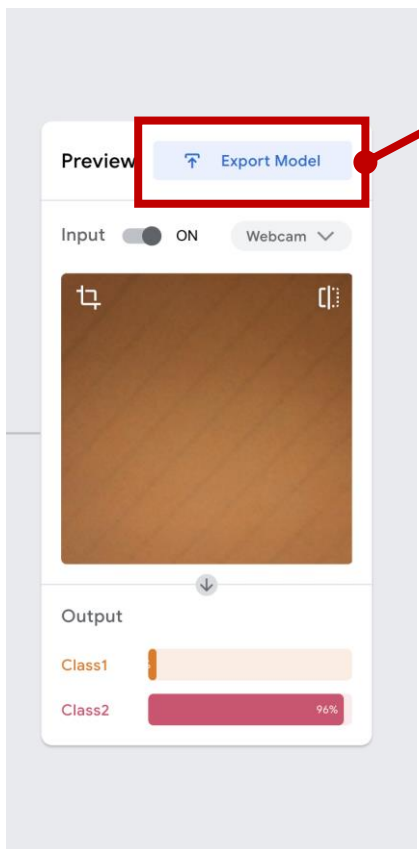 Preview Export Model
Input ON Webcam
Output
Class1
Class2 96%